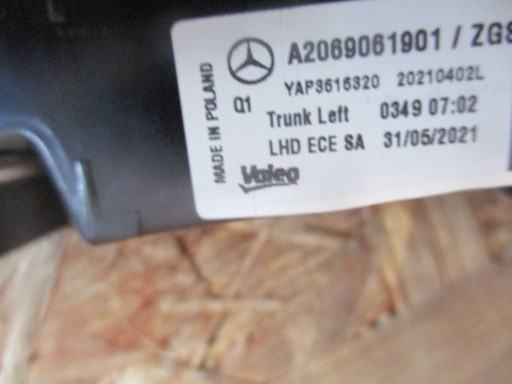 MADE IN POLAND
A2069061901 / ZGS
Q1
YAP3616320 20210402L
Trunk Left 0349 07:02
LHD ECE SA 31/05/2021
Valeo